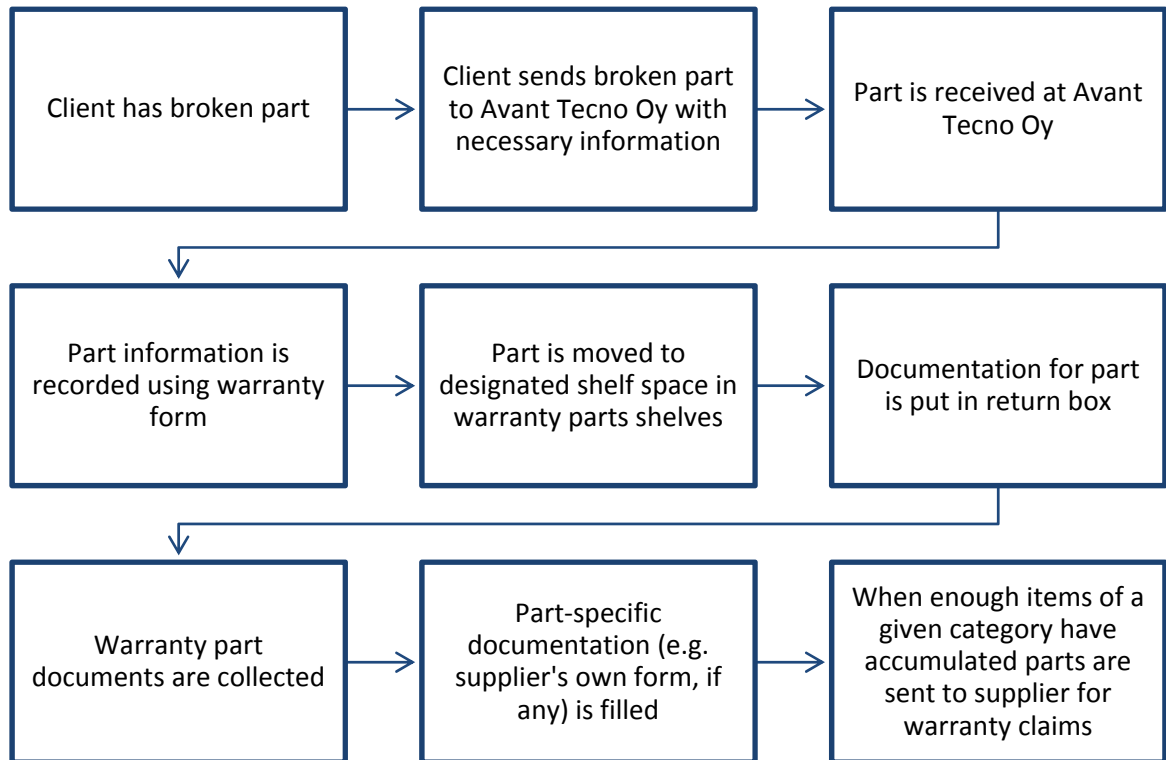 Client has broken part
Client sends broken part
to Avant Tecno Oy with
necessary information
Part is received at Avant
Tecno Oy
Part information is
recorded using warranty
form
Part is moved to
designated shelf space in
warranty parts shelves
Documentation for part
is put in return box
Warranty part
documents are collected
Part-specific
documentation (e.g.
supplier's own form, if
any) is filled
When enough items of a
given category have
accumulated parts are
sent to supplier for
warranty claims